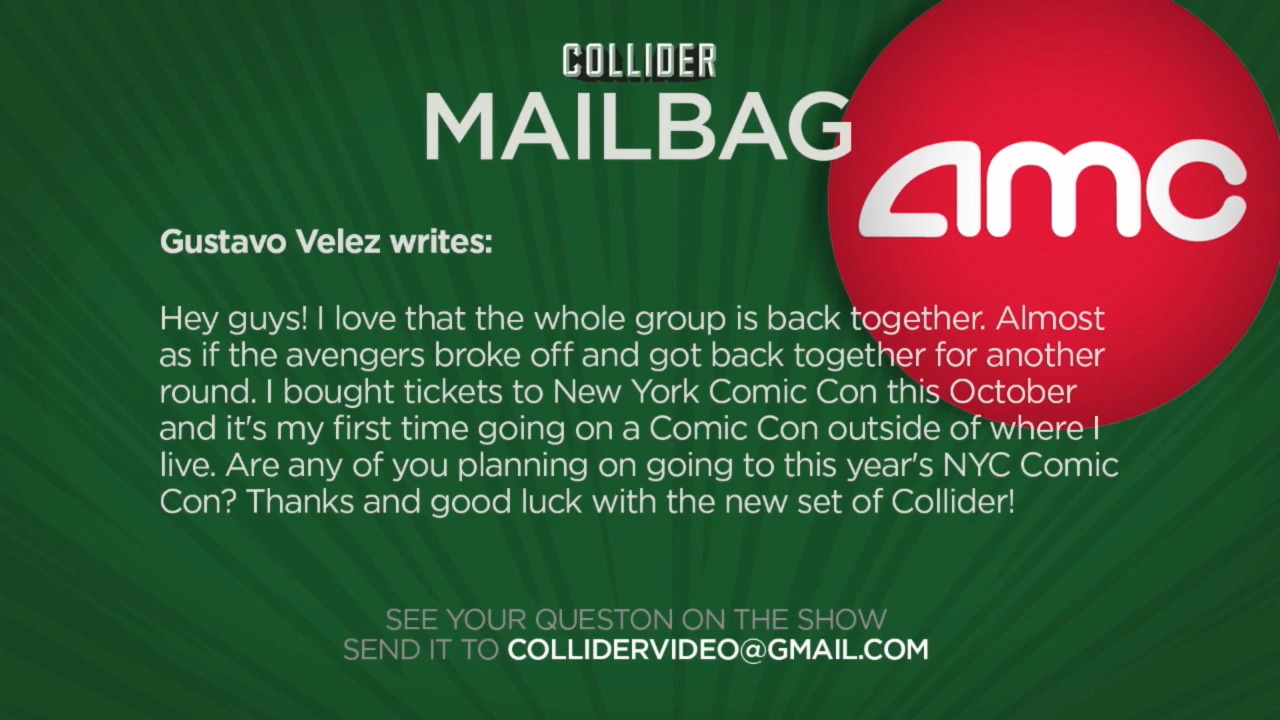 COLLIDER
MAILBAG
amc
Gustavo Velez writes:
Hey guys! I love that the whole group is back together. Almost
as if the avengers broke off and got back together for another
round. I bought tickets to New York Comic Con this October
and it's my first time going on a Comic Con outside of where I
live. Are any of you planning on going to this year's NYC Comic
Con? Thanks and good luck with the new set of Collider!
SEE YOUR QUESTON ON THE SHOW
SEND IT TO COLLIDERVIDEO@GMAIL.COM